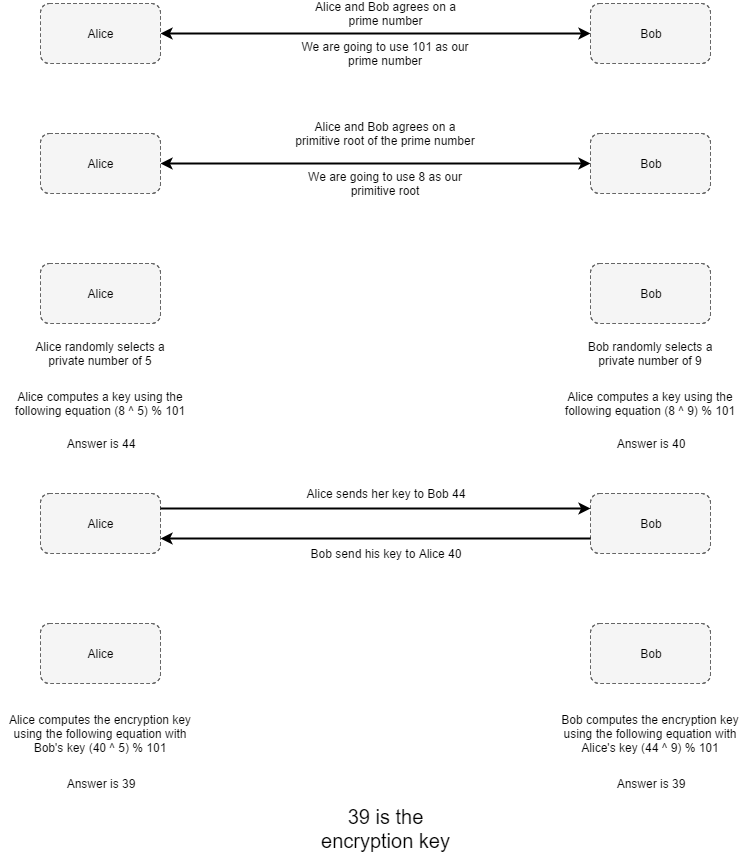 Alice and Bob agrees on a
prime number
Alice
Bob
We are going to use 101 as our
prime number
Alice and Bob agrees on a
primitive root of the prime number
Alice
Bob
We are going to use 8 as our
primitive root
Alice
Bob
Alice randomly selects a
private number of 5
Bob randomly selects a
private number of 9
Alice computes a key using the
following equation (8 ^ 5) % 101
Alice computes a key using the
following equation (8 ^ 9) % 101
Answer is 44
Answer is 40
Alice sends her key to Bob 44
Alice
Bob
Bob send his key to Alice 40
Alice
Bob
Alice computes the encryption key
using the following equation with
Bob's key (40 ^ 5) % 101
Bob computes the encryption key
using the following equation with
Alice's key (44 ^ 9) % 101
Answer is 39
Answer is 39
39 is the
encryption key